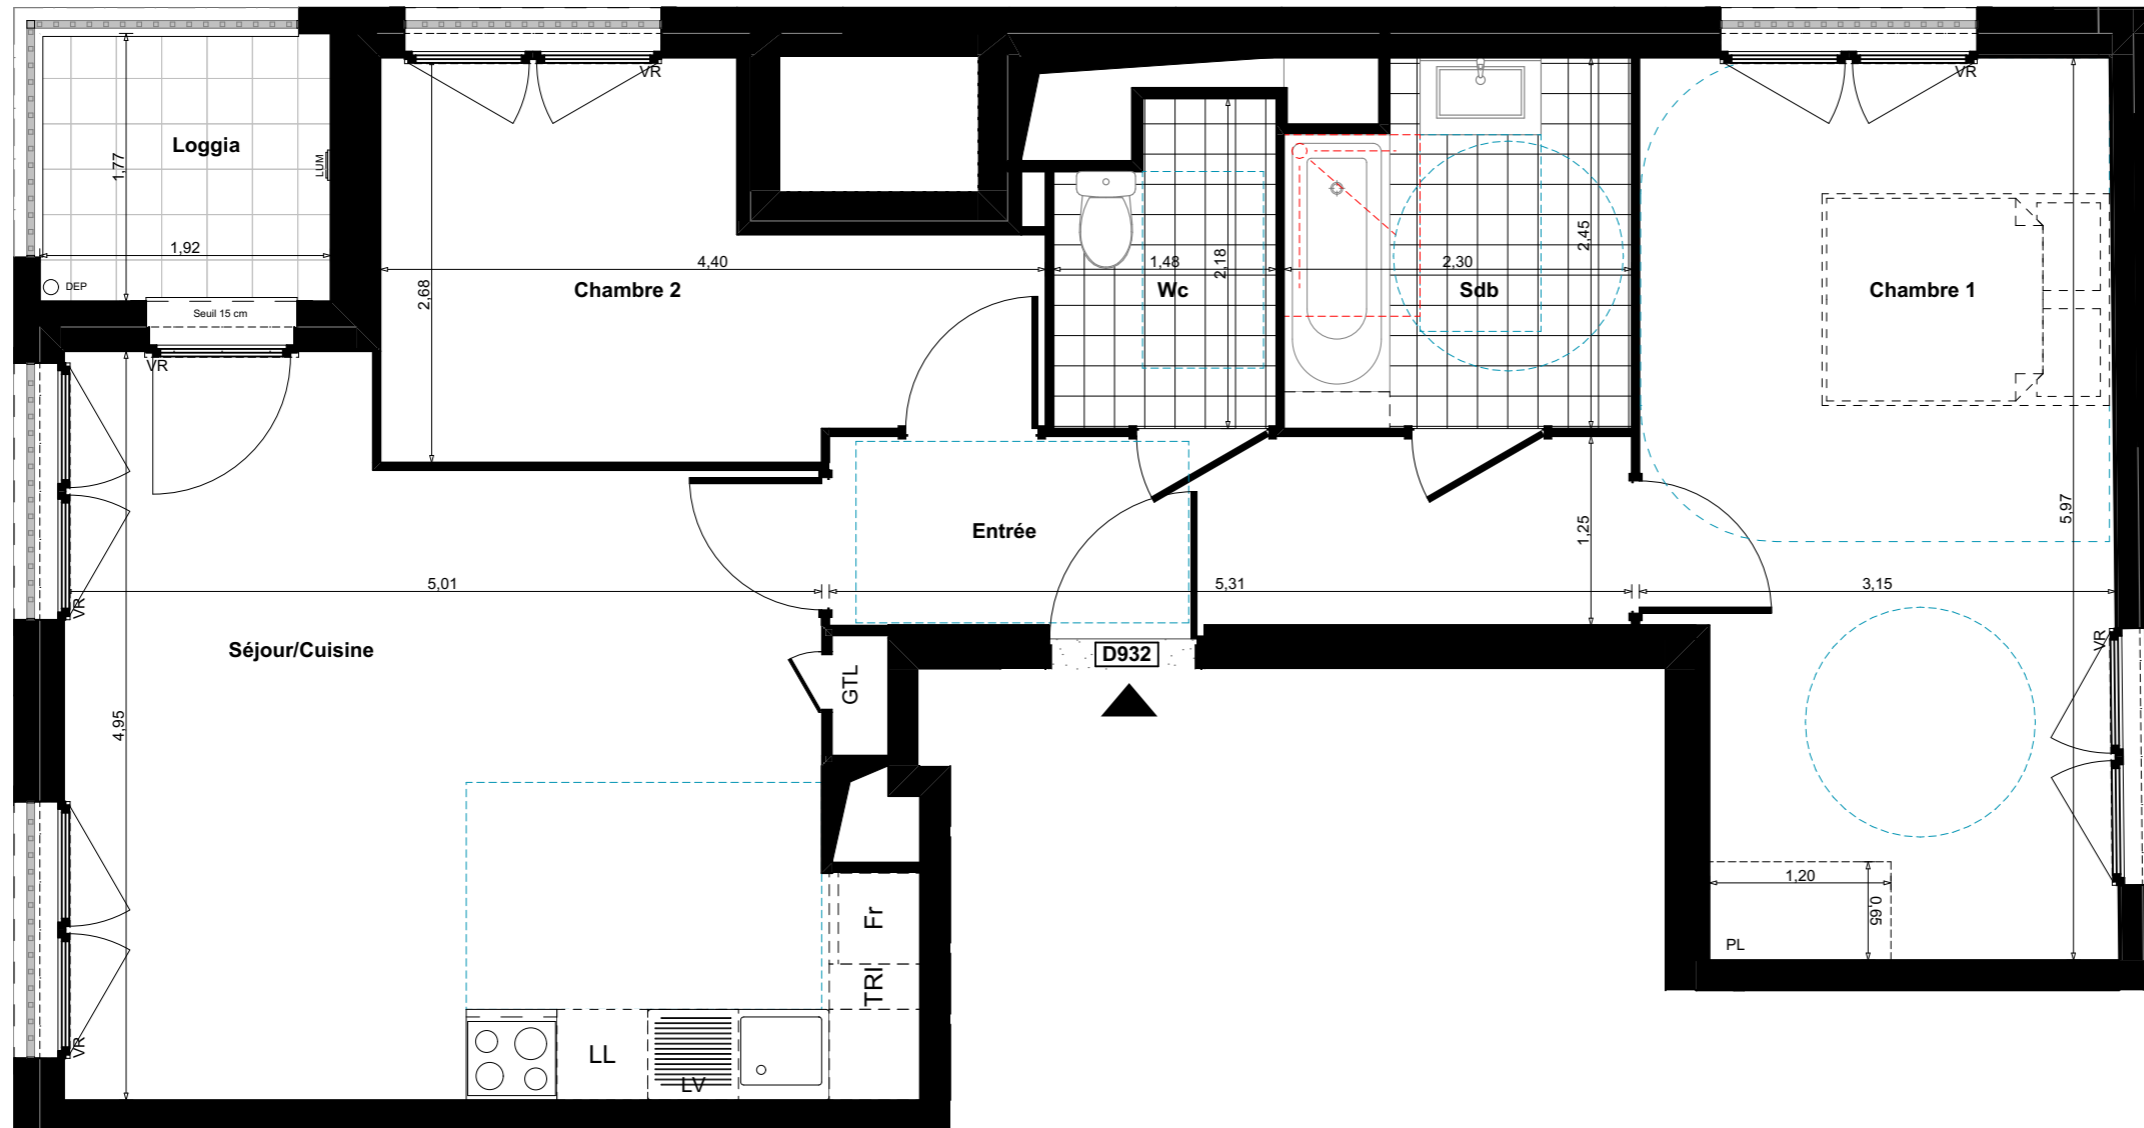 VR
VR
Loggia
1,77
LUM
1,92
DEP
Seuil 15 cm
VR
4,40
2,68
Chambre 2
1,48
2,18
Wc
2,30
2,45
Sdb
Chambre 1
Entrée
1,25
5,97
5,01
5,31
3,15
VR
Séjour/Cuisine
D932
VR
GTL
4,95
1,20
0,65
PL
Fr
TRI
VR
LL
LV